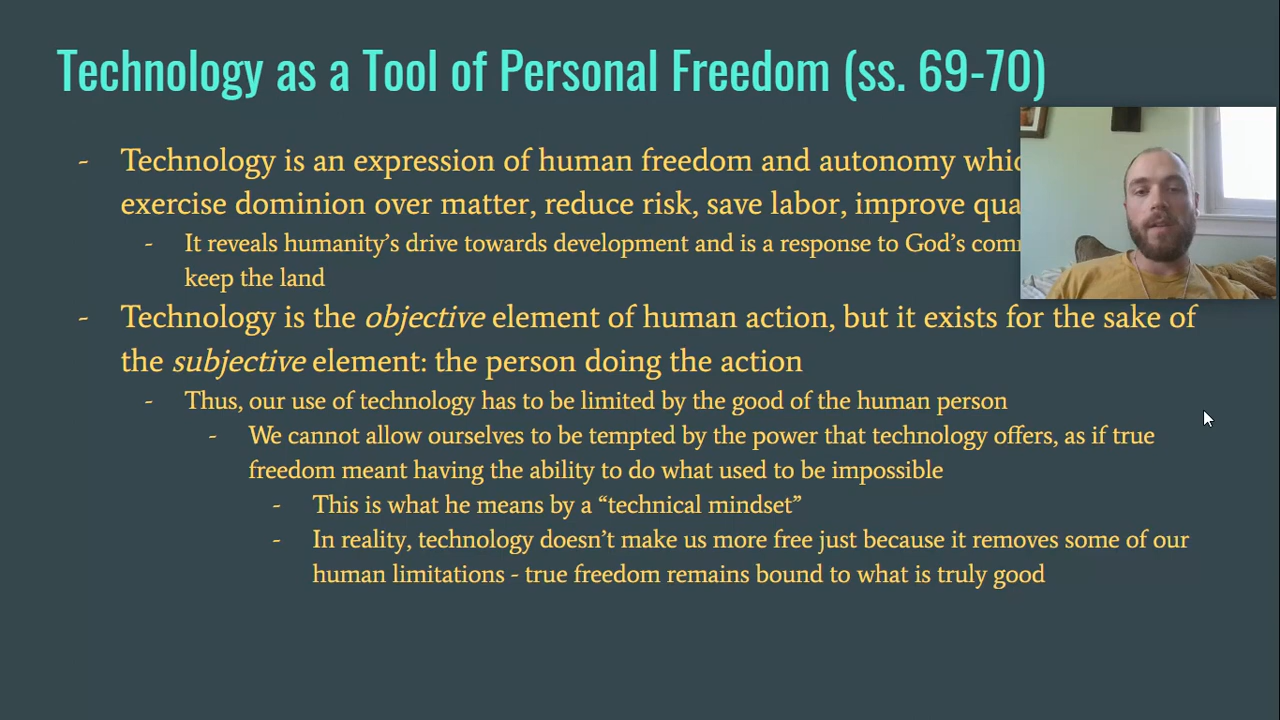 Technology as a Tool of Personal Freedom (ss. 69-70)
- Technology is an expression of human freedom and autonomy
exercise dominion over matter, reduce risk, save labor, improve
- It reveals humanity's drive towards development and is a response to God's
keep the land
- Technology is the objective element of human action, but it exists for the sake of
the subjective element: the person doing the action
- Thus, our use of technology has to be limited by the good of the human person
- We cannot allow ourselves to be tempted by the power that technology offers, as if true
freedom meant having the ability to do what used to be impossible
- This is what he means by a “technical mindset”
- In reality, technology doesn't make us more free just because it removes some of our
human limitations - true freedom remains bound to what is truly good